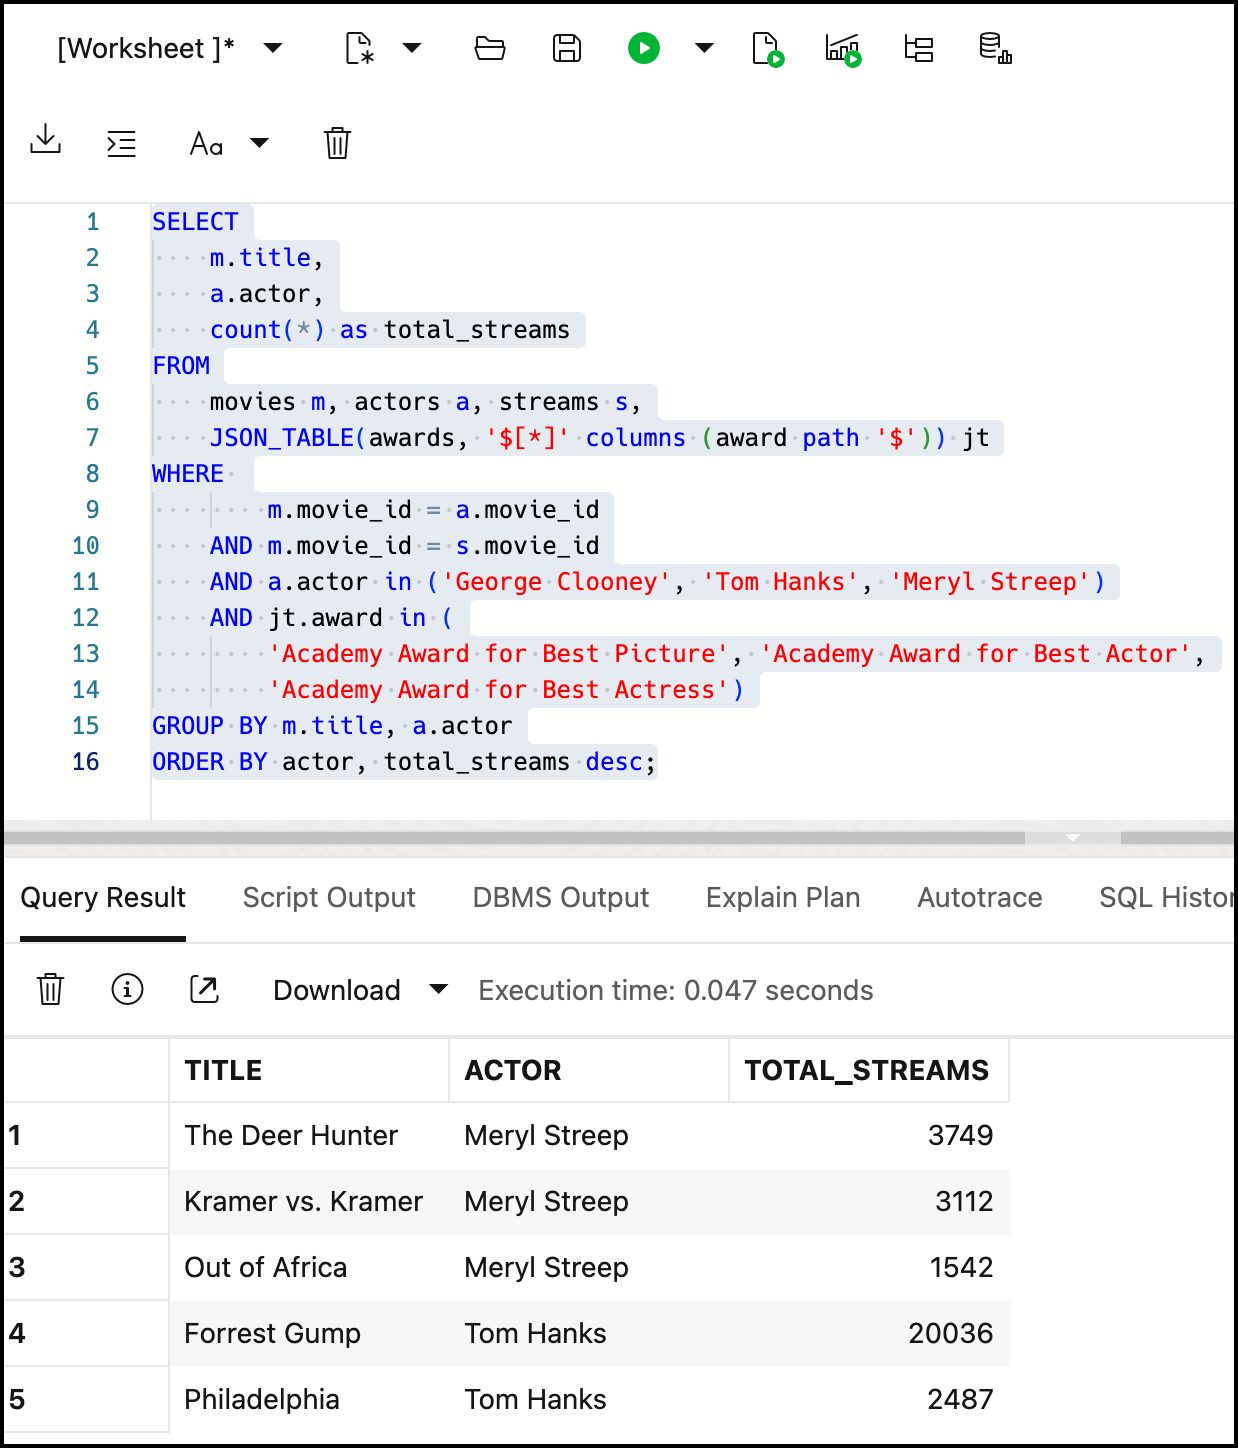 [Worksheet ]*
Aa
1 SELECT
2 m.title,
3 a.actor,
4 count(*) as total_streams
5 FROM
6 movies m, actors a, streams s,
7 JSON_TABLE(awards, '$[*]' columns (award path '$')) jt
8 WHERE
9 m.movie_id = a.movie_id
10 AND m.movie_id = s.movie_id
11 AND a.actor in ('George Clooney', 'Tom Hanks', 'Meryl Streep')
12 AND jt.award in (
13 'Academy Award for Best Picture', 'Academy Award for Best Actor',
14 'Academy Award for Best Actress')
15 GROUP BY m.title, a.actor
16 ORDER BY actor, total_streams desc;
Query Result Script Output DBMS Output Explain Plan Autotrace SQL Histor
Download Execution time: 0.047 seconds
TITLE ACTOR TOTAL_STREAMS
1 The Deer Hunter Meryl Streep 3749
2 Kramer vs. Kramer Meryl Streep 3112
3 Out of Africa Meryl Streep 1542
4 Forrest Gump Tom Hanks 20036
5 Philadelphia Tom Hanks 2487